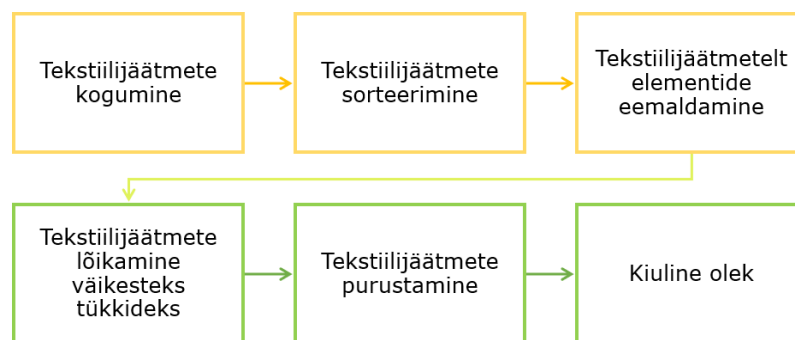 Tekstiilijäätmete
kogumine
Tekstiilijäätmete
sorteerimine
Tekstiilijäätmetelt
elementide
eemaldamine
Tekstiilijäätmete
lõikamine
väikesteks
tükkideks
Tekstiilijäätmete
purustamine
Kiuline olek